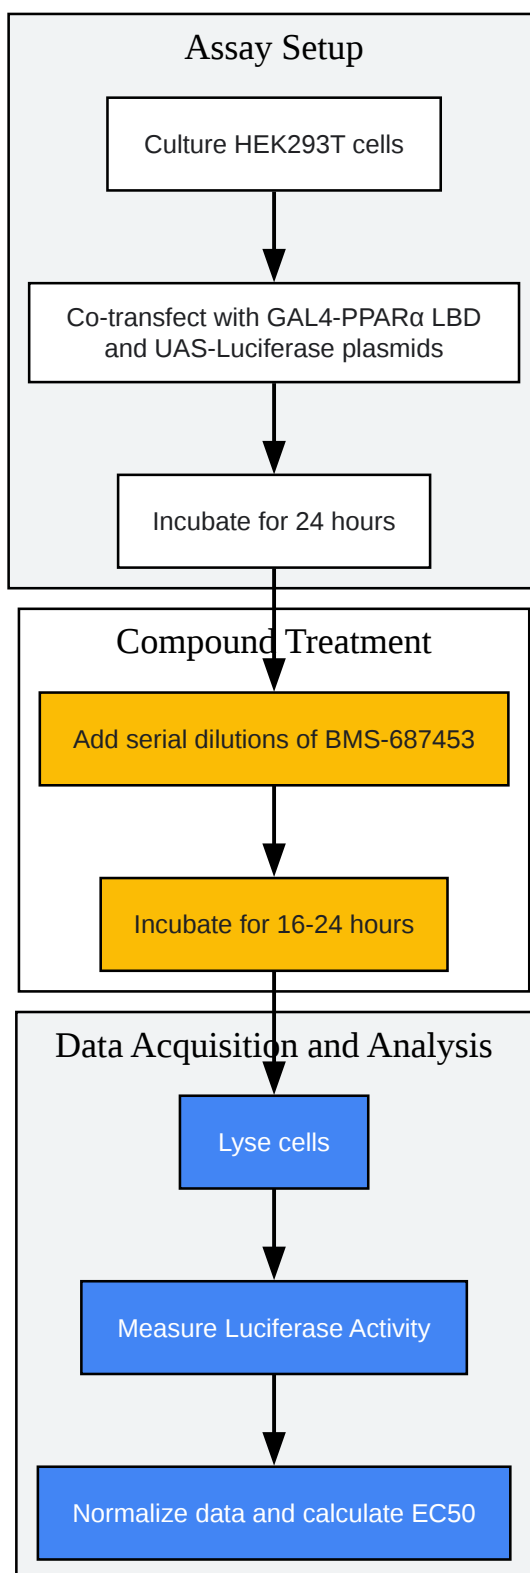 Assay Setup
Culture HEK293T cells
Co-transfect with GAL4-PPARα LBD
and UAS-Luciferase plasmids
Incubate for 24 hours
Compound Treatment
Add serial dilutions of BMS-687453
Incubate for 16-24 hours
Data Acquisition and Analysis
Lyse cells
Measure Luciferase Activity
Normalize data and calculate EC50